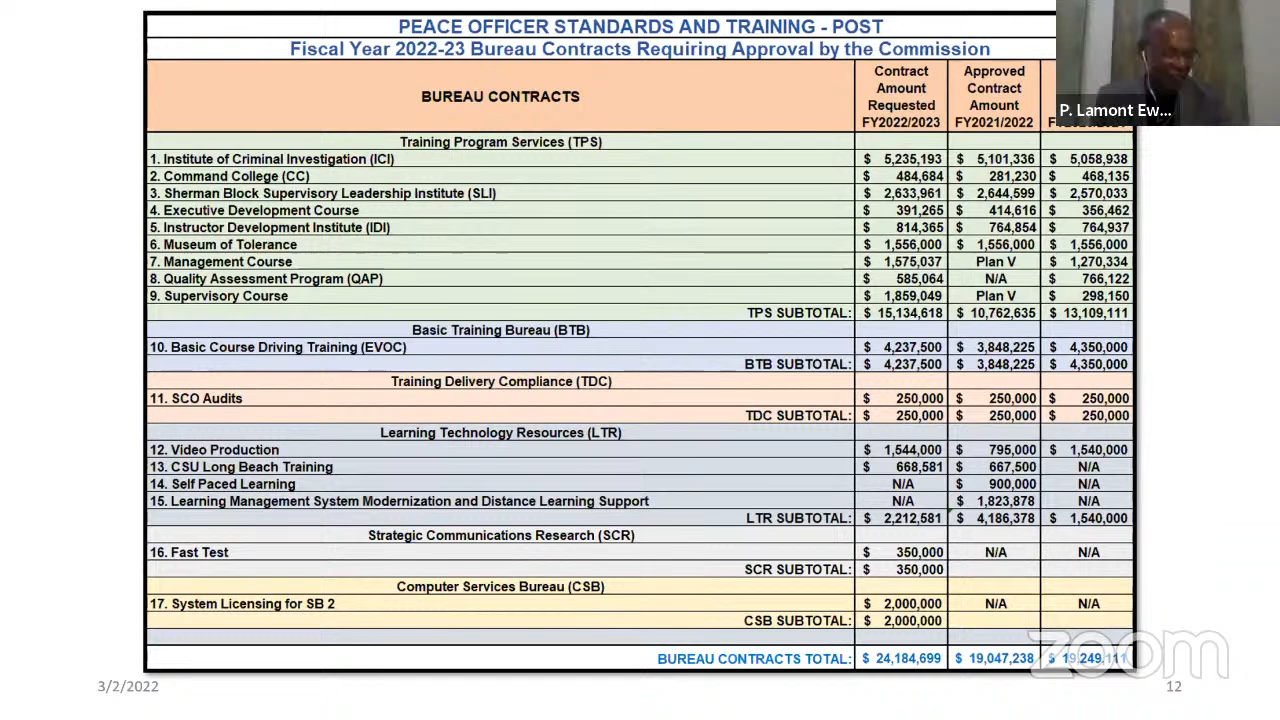 PEACE OFFICER STANDARDS AND TRAINING - POST
Fiscal Year 2022-23 Bureau Contracts Requiring Approval by the Commission
BUREAU CONTRACTS Contract Amount Requested FY2022/2023 Approved Contract Amount FY2021/2022
P. Lamont Ew...
Training Program Services (TPS)
1. Institute of Criminal Investigation (ICI) $ 5,235,193 $ 5,101,336 $ 5,058,938
2. Command College (CC) $ 484,684 $ 281,230 $ 468,135
3. Sherman Block Supervisory Leadership Institute (SLI) $ 2,633,961 $ 2,644,599 $ 2,570,033
4. Executive Development Course $ 391,265 $ 414,616 $ 356,462
5. Instructor Development Institute (IDI) $ 814,365 $ 764,854 $ 764,937
6. Museum of Tolerance $ 1,556,000 $ 1,556,000 $ 1,556,000
7. Management Course $ 1,575,037 Plan V $ 1,270,334
8. Quality Assessment Program (QAP) $ 585,064 N/A $ 766,122
9. Supervisory Course $ 1,859,049 Plan V $ 298,150
TPS SUBTOTAL: $ 15,134,618 $ 10,762,635 $ 13,109,111
Basic Training Bureau (BTB)
10. Basic Course Driving Training (EVOC) $ 4,237,500 $ 3,848,225 $ 4,350,000
BTB SUBTOTAL: $ 4,237,500 $ 3,848,225 $ 4,350,000
Training Delivery Compliance (TDC)
11. SCO Audits $ 250,000 $ 250,000 $ 250,000
TDC SUBTOTAL: $ 250,000 $ 250,000 $ 250,000
Learning Technology Resources (LTR)
12. Video Production $ 1,544,000 $ 795,000 $ 1,540,000
13. CSU Long Beach Training $ 668,581 $ 667,500 N/A
14. Self Paced Learning N/A $ 900,000 N/A
15. Learning Management System Modernization and Distance Learning Support N/A $ 1,823,878 N/A
LTR SUBTOTAL: $ 2,212,581 $ 4,186,378 $ 1,540,000
Strategic Communications Research (SCR)
16. Fast Test $ 350,000 N/A N/A
SCR SUBTOTAL: $ 350,000
Computer Services Bureau (CSB)
17. System Licensing for SB 2 $ 2,000,000 N/A N/A
CSB SUBTOTAL: $ 2,000,000
BUREAU CONTRACTS TOTAL: $ 24,184,699 $ 19,047,238 $ 19,249,111
zoom
3/2/2022 12